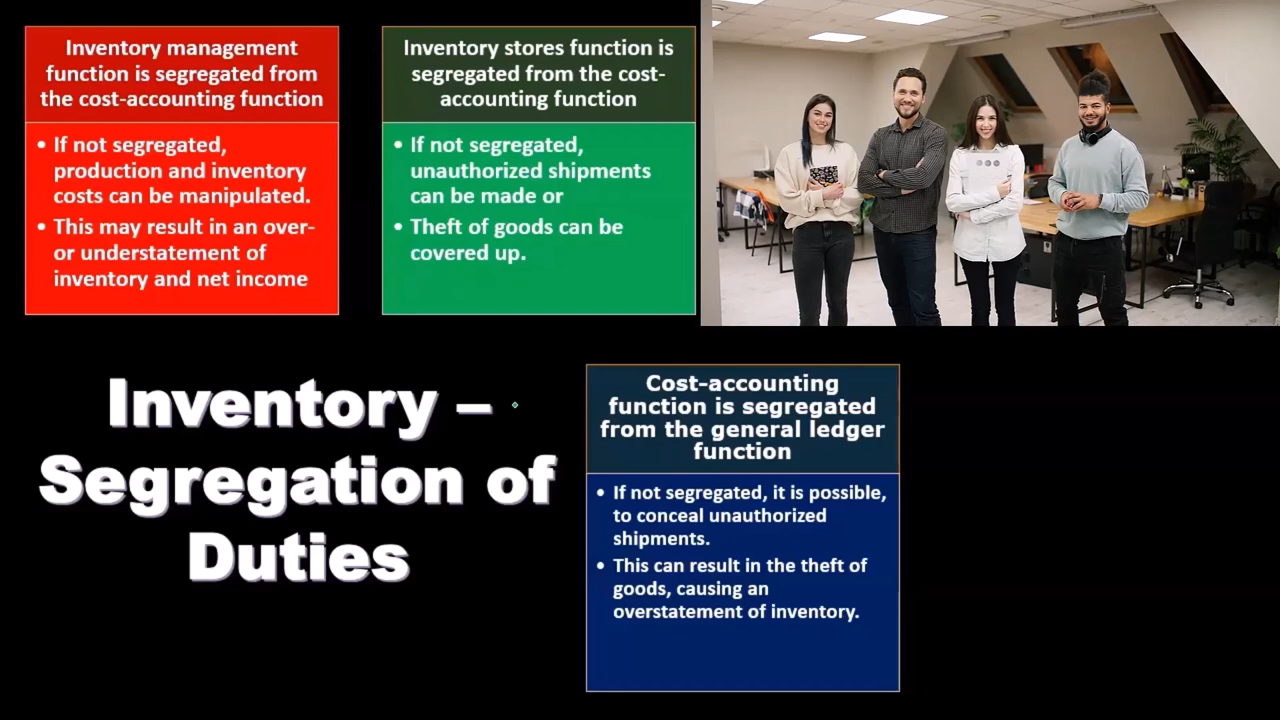 Inventory management
function is segregated from
the cost-accounting function
• If not segregated,
production and inventory
costs can be manipulated.
• This may result in an over-
or understatement of
inventory and net income
Inventory stores function is
segregated from the cost-
accounting function
• If not segregated,
unauthorized shipments
can be made or
• Theft of goods can be
covered up.
Inventory –
Segregation of
Duties
Cost-accounting
function is segregated
from the general ledger
function
• If not segregated, it is possible,
to conceal unauthorized
shipments.
• This can result in the theft of
goods, causing an
overstatement of inventory.